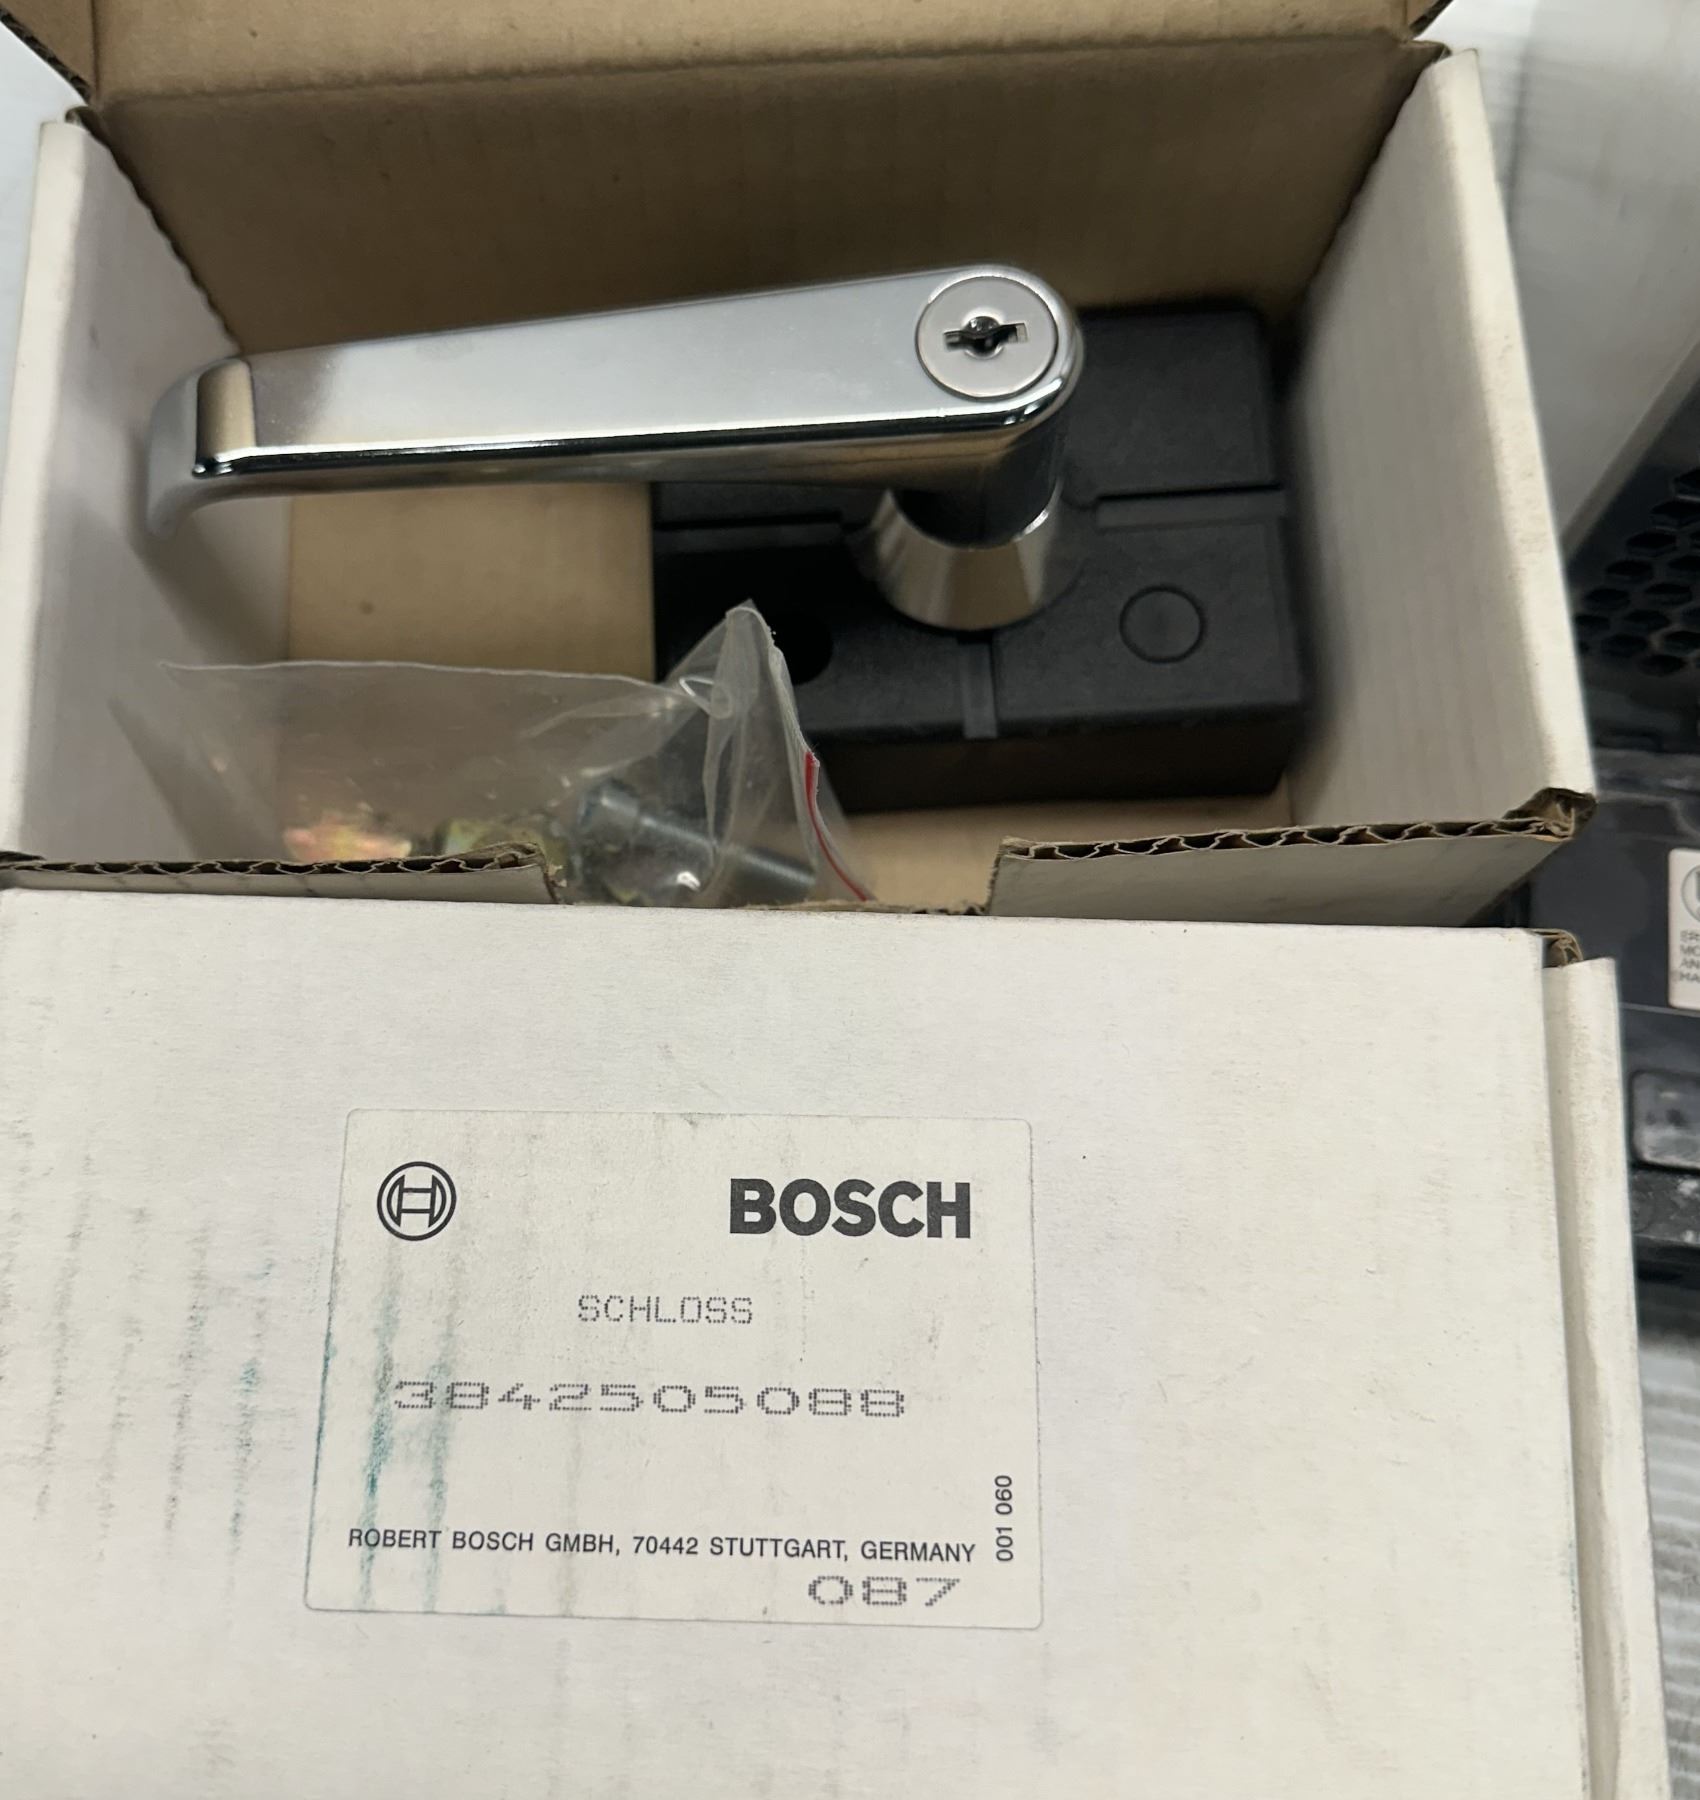 BOSCH
SCHLOSS
3842505088
001 060
ROBERT BOSCH GMBH, 70442 STUTTGART, GERMANY
087